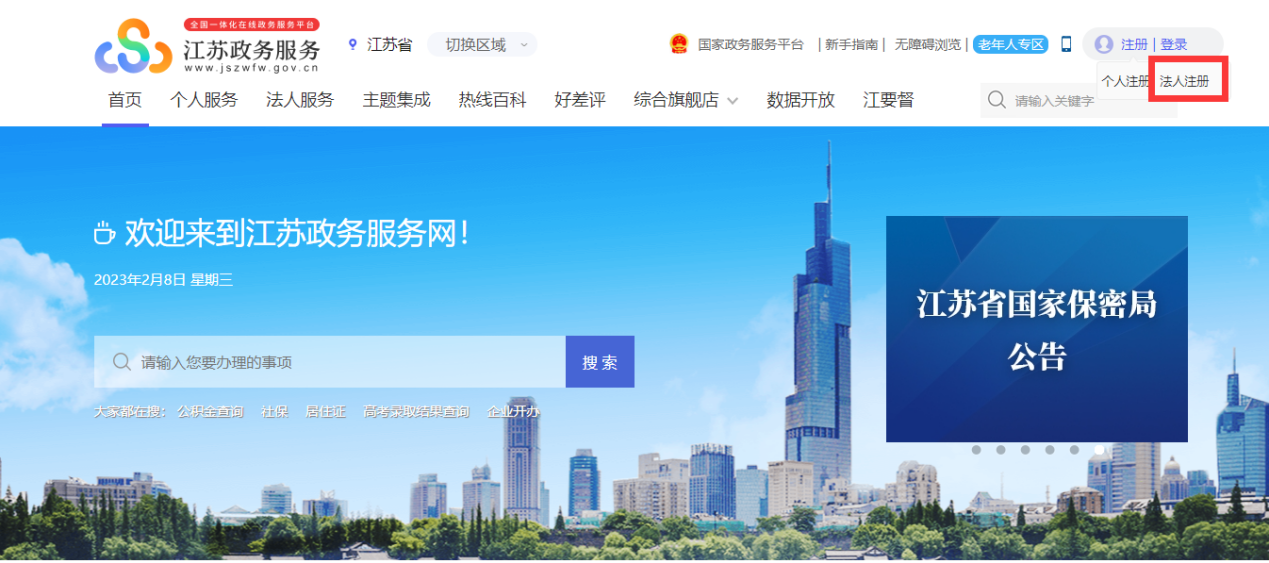 全国一体化在线政务服务平台
江苏政务服务
www.jszwfw.gov.cn
江苏省 切换区域
国家政务服务平台 | 新手指南 | 无障碍浏览 | 老年人专区 注册 | 登录
个人注册 法人注册
首页 个人服务 法人服务 主题集成 热线百科 好差评 综合旗舰店 数据开放 江要督 请输入关键字
欢迎来到江苏政务服务网！
2023年2月8日 星期三
请输入您要办理的事项 搜 索
大家都在搜： 公积金查询 社保 居住证 高考录取结果查询 企业开办
江苏省国家保密局
公告